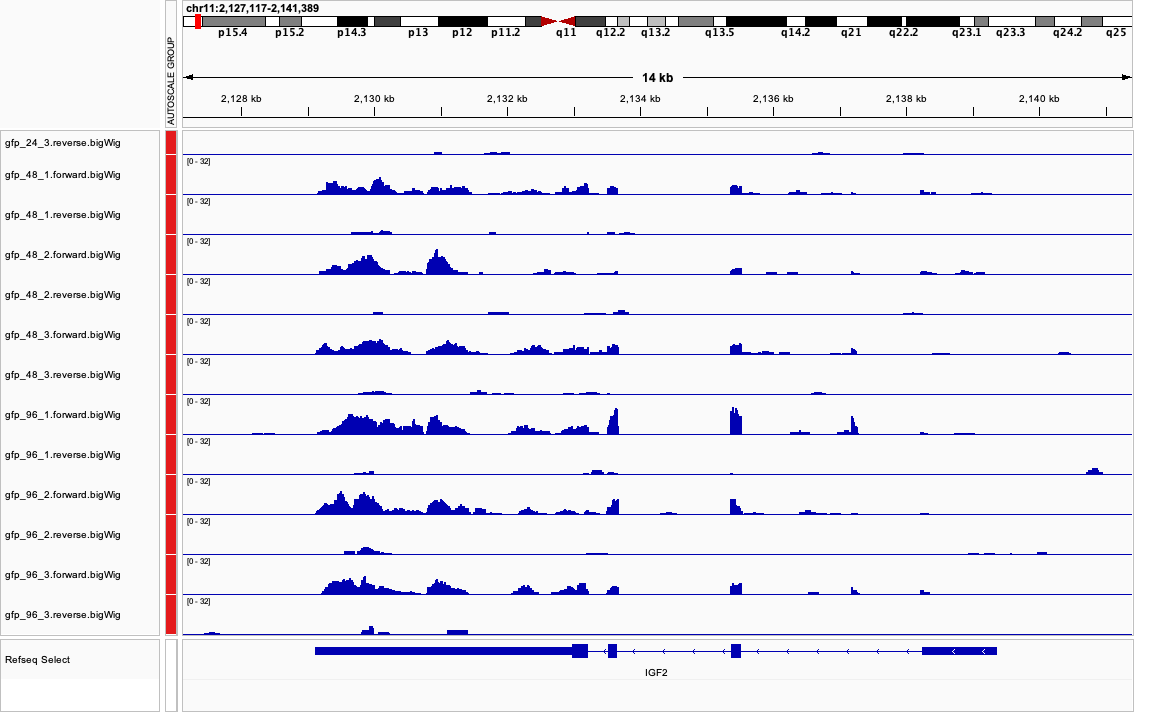 chr11:2,127,117-2,141,389
p15.4 p15.2 p14.3 p13 p12 p11.2 q11 q12.2 q13.2 q13.5 q14.2 q21 q22.2 q23.1 q23.3 q24.2 q25
AUTOSCALE GROUP
14 kb
2,128 kb 2,130 kb 2,132 kb 2,134 kb 2,136 kb 2,138 kb 2,140 kb
gfp_24_3.reverse.bigWig
[0 - 32]
gfp_48_1.forward.bigWig
[0 - 32]
gfp_48_1.reverse.bigWig
[0 - 32]
gfp_48_2.forward.bigWig
[0 - 32]
gfp_48_2.reverse.bigWig
[0 - 32]
gfp_48_3.forward.bigWig
[0 - 32]
gfp_48_3.reverse.bigWig
[0 - 32]
gfp_96_1.forward.bigWig
[0 - 32]
gfp_96_1.reverse.bigWig
[0 - 32]
gfp_96_2.forward.bigWig
[0 - 32]
gfp_96_2.reverse.bigWig
[0 - 32]
gfp_96_3.forward.bigWig
[0 - 32]
gfp_96_3.reverse.bigWig
Refseq Select
IGF2